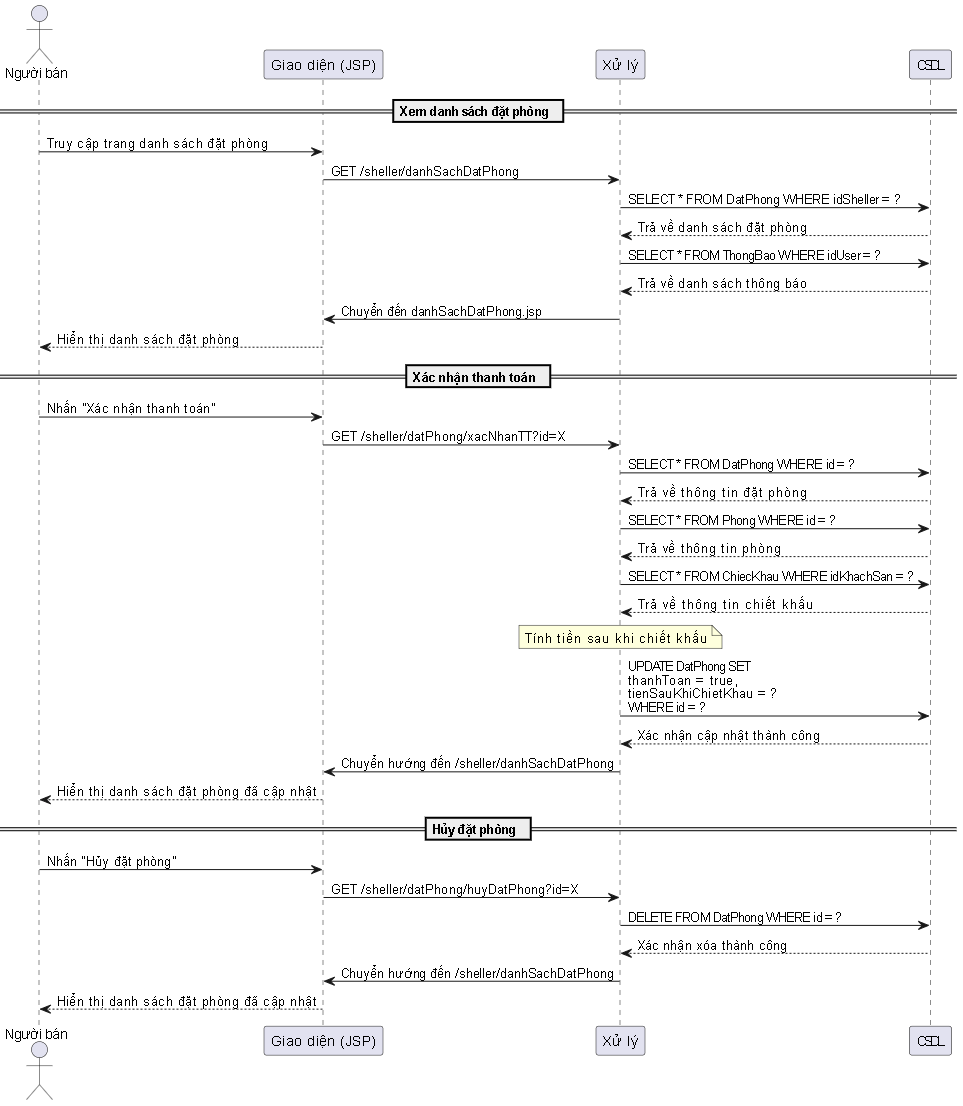 Người bán
Giao diện (JSP)
Xử lý
CSDL
Xem danh sách đặt phòng
Truy cập trang danh sách đặt phòng
GET /sheller/danhSachDatPhong
SELECT * FROM DatPhong WHERE idSheller = ?
Trả về danh sách đặt phòng
SELECT * FROM ThongBao WHERE idUser = ?
Trả về danh sách thông báo
Chuyển đến danhSachDatPhong.jsp
Hiển thị danh sách đặt phòng
Xác nhận thanh toán
Nhấn "Xác nhận thanh toán"
GET /sheller/datPhong/xacNhanTT?id=X
SELECT * FROM DatPhong WHERE id = ?
Trả về thông tin đặt phòng
SELECT * FROM Phong WHERE id = ?
Trả về thông tin phòng
SELECT * FROM ChiecKhau WHERE idKhachSan = ?
Trả về thông tin chiết khấu
Tính tiền sau khi chiết khấu
UPDATE DatPhong SET
thanhToan = true,
tienSauKhiChietKhau = ?
WHERE id = ?
Xác nhận cập nhật thành công
Chuyển hướng đến /sheller/danhSachDatPhong
Hiển thị danh sách đặt phòng đã cập nhật
Hủy đặt phòng
Nhấn "Hủy đặt phòng"
GET /sheller/datPhong/huyDatPhong?id=X
DELETE FROM DatPhong WHERE id = ?
Xác nhận xóa thành công
Chuyển hướng đến /sheller/danhSachDatPhong
Hiển thị danh sách đặt phòng đã cập nhật
Người bán
Giao diện (JSP)
Xử lý
CSDL